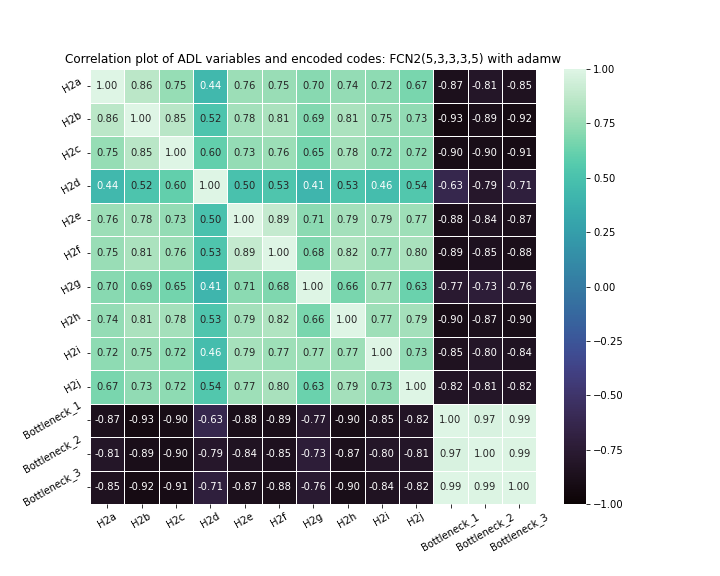 Correlation plot of ADL variables and encoded codes: FCN2(5,3,3,3,5) with adamw
H2a 1.00 0.86 0.75 0.44 0.76 0.75 0.70 0.74 0.72 0.67 -0.87 -0.81 -0.85
H2b 0.86 1.00 0.85 0.52 0.78 0.81 0.69 0.81 0.75 0.73 -0.93 -0.89 -0.92
H2c 0.75 0.85 1.00 0.60 0.73 0.76 0.65 0.78 0.72 0.72 -0.90 -0.90 -0.91
H2d 0.44 0.52 0.60 1.00 0.50 0.53 0.41 0.53 0.46 0.54 -0.63 -0.79 -0.71
H2e 0.76 0.78 0.73 0.50 1.00 0.89 0.71 0.79 0.79 0.77 -0.88 -0.84 -0.87
H2f 0.75 0.81 0.76 0.53 0.89 1.00 0.68 0.82 0.77 0.80 -0.89 -0.85 -0.88
H2g 0.70 0.69 0.65 0.41 0.71 0.68 1.00 0.66 0.77 0.63 -0.77 -0.73 -0.76
H2h 0.74 0.81 0.78 0.53 0.79 0.82 0.66 1.00 0.77 0.79 -0.90 -0.87 -0.90
H2i 0.72 0.75 0.72 0.46 0.79 0.77 0.77 0.77 1.00 0.73 -0.85 -0.80 -0.84
H2j 0.67 0.73 0.72 0.54 0.77 0.80 0.63 0.79 0.73 1.00 -0.82 -0.81 -0.82
Bottleneck_1 -0.87 -0.93 -0.90 -0.63 -0.88 -0.89 -0.77 -0.90 -0.85 -0.82 1.00 0.97 0.99
Bottleneck_2 -0.81 -0.89 -0.90 -0.79 -0.84 -0.85 -0.73 -0.87 -0.80 -0.81 0.97 1.00 0.99
Bottleneck_3 -0.85 -0.92 -0.91 -0.71 -0.87 -0.88 -0.76 -0.90 -0.84 -0.82 0.99 0.99 1.00
H2a H2b H2c H2d H2e H2f H2g H2h H2i H2j Bottleneck_1 Bottleneck_2 Bottleneck_3
1.00
0.75
0.50
0.25
0.00
-0.25
-0.50
-0.75
-1.00